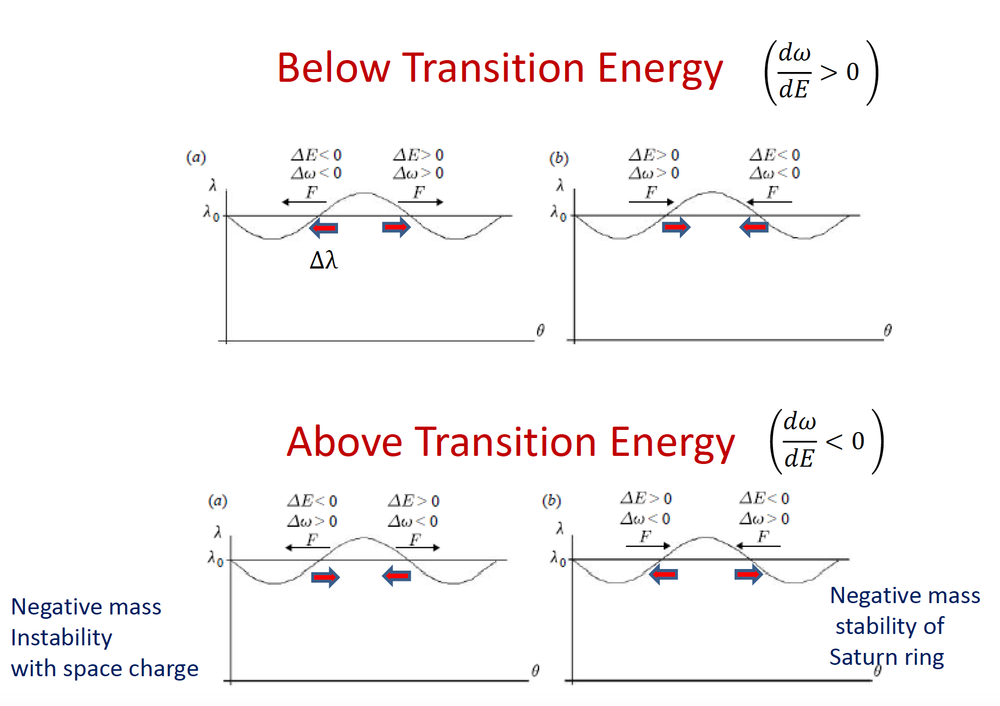 Below Transition Energy (dω/dE > 0)
(a) ΔE< 0 ΔE> 0
Δω< 0 Δω> 0
F F
λ
λ0
Δλ
θ
(b) ΔE> 0 ΔE< 0
Δω> 0 Δω< 0
F F
λ
λ0
θ
Above Transition Energy (dω/dE < 0)
(a) ΔE< 0 ΔE> 0
Δω> 0 Δω< 0
F F
λ
λ0
θ
(b) ΔE> 0 ΔE< 0
Δω< 0 Δω> 0
F F
λ
λ0
θ
Negative mass
Instability
with space charge
Negative mass
stability of
Saturn ring